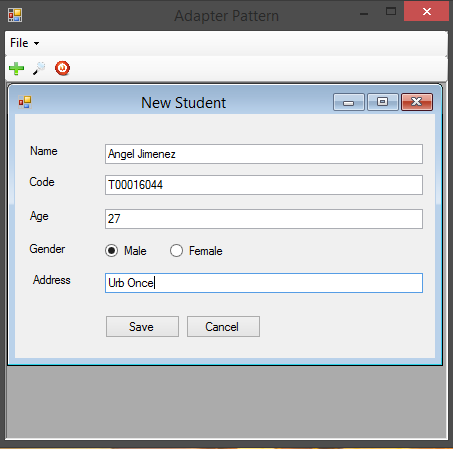 Adapter Pattern
File
New Student
Name Angel Jimenez
Code T00016044
Age 27
Gender Male Female
Address Urb Once
Save Cancel